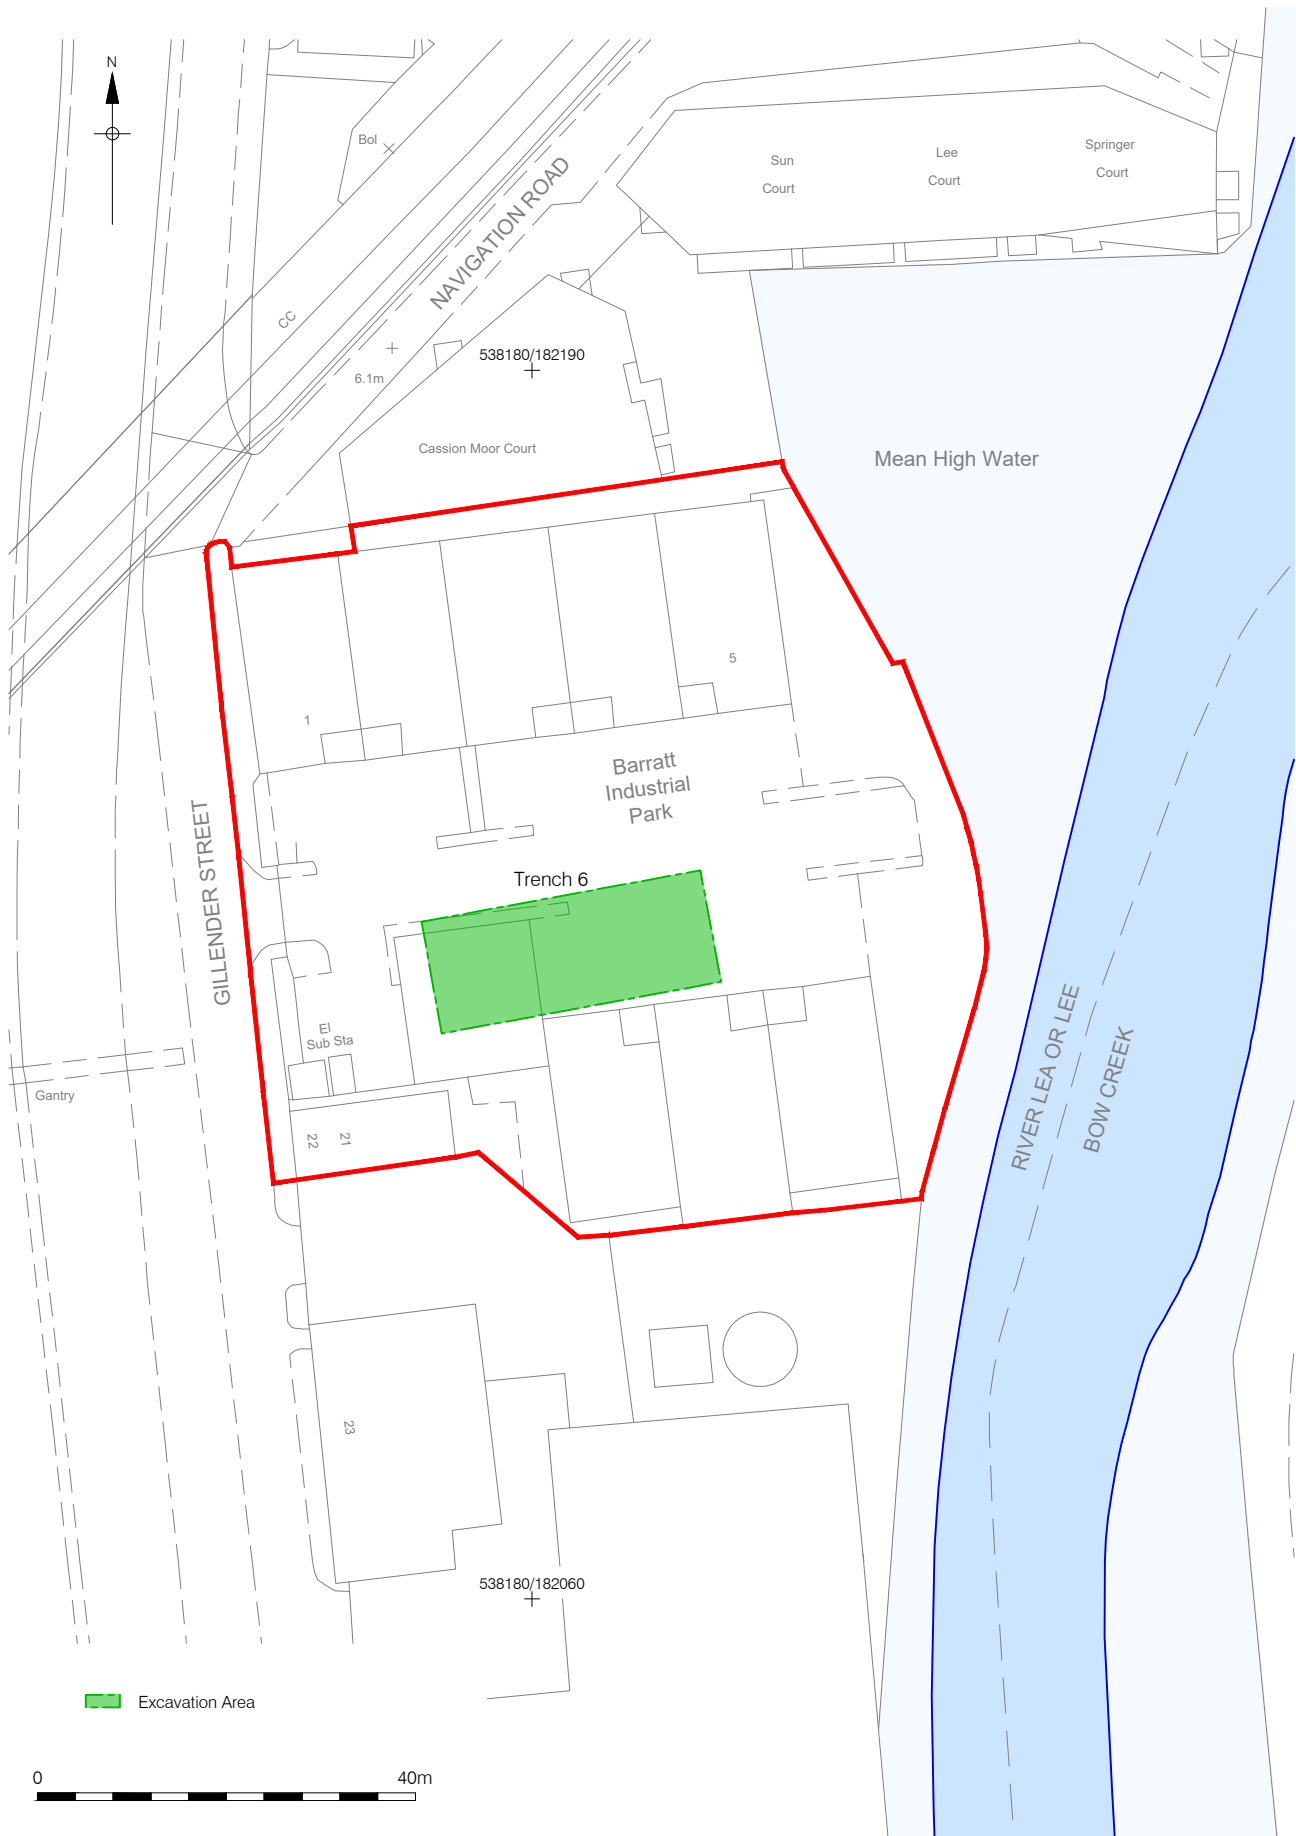 N
Bol
NAVIGATION ROAD
Sun
Court
Lee
Court
Springer
Court
CC
6.1m
538180/182190
Cassion Moor Court
Mean High Water
5
1
Barratt
Industrial
Park
GILLENDER STREET
Trench 6
El
Sub Sta
Gantry
22
21
RIVER LEA OR LEE
BOW CREEK
23
538180/182060
Excavation Area
0
40m